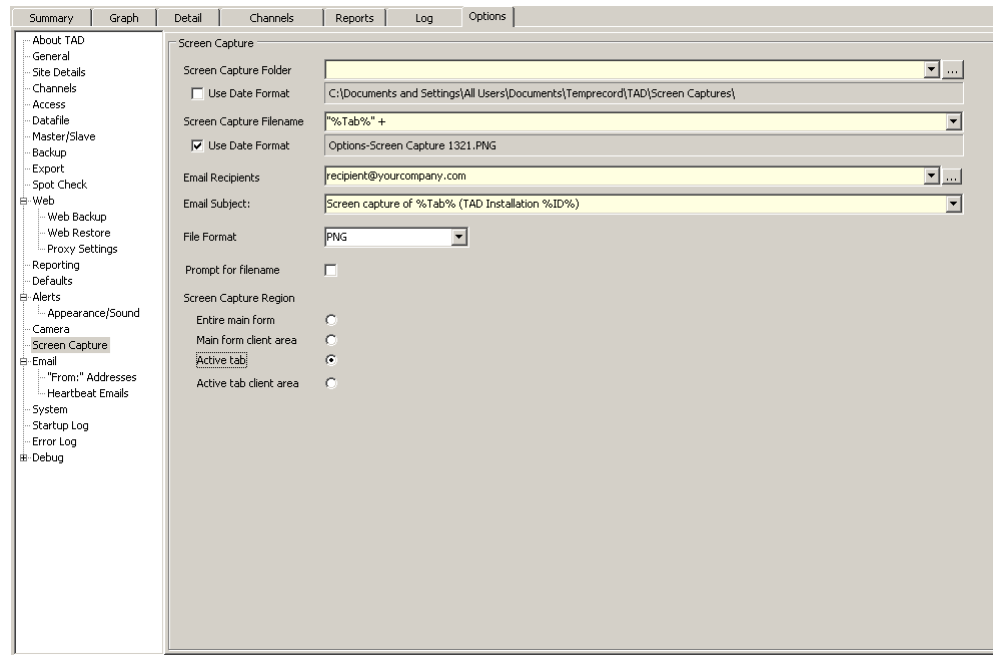 Summary Graph Detail Channels Reports Log Options
About TAD
General
Site Details
Channels
Access
Datafile
Master/Slave
Backup
Export
Spot Check
Web
Web Backup
Web Restore
Proxy Settings
Reporting
Defaults
Alerts
Appearance/Sound
Camera
Screen Capture
Email
"From:" Addresses
Heartbeat Emails
System
Startup Log
Error Log
Debug
Screen Capture
Screen Capture Folder ...
Use Date Format C:\Documents and Settings\All Users\Documents\Temprecord\TAD\Screen Captures\
Screen Capture Filename "%Tab%" +
Use Date Format Options-Screen Capture 1321.PNG
Email Recipients recipient@yourcompany.com ...
Email Subject: Screen capture of %Tab% (TAD Installation %ID%)
File Format PNG
Prompt for filename
Screen Capture Region
Entire main form
Main form client area
Active tab
Active tab client area